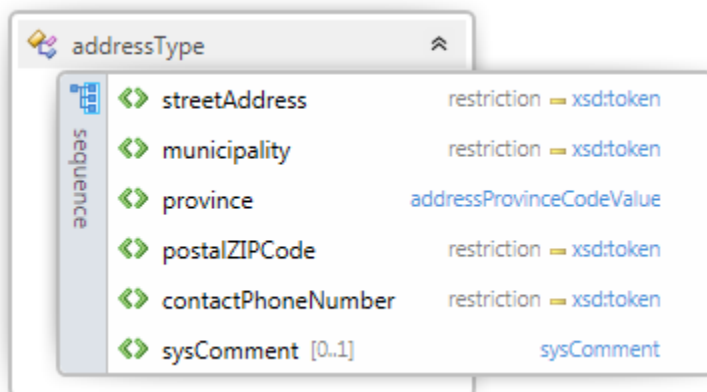 addressType
sequence
streetAddress restriction xsd:token
municipality restriction xsd:token
province addressProvinceCodeValue
postalZIPCode restriction xsd:token
contactPhoneNumber restriction xsd:token
sysComment [0..1] sysComment